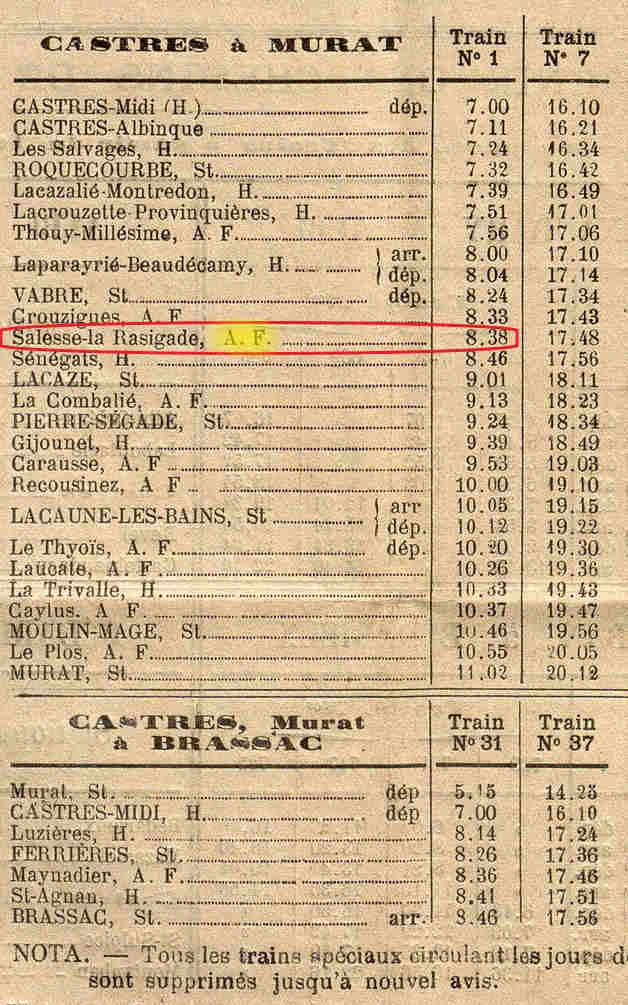 CASTRES à MURAT Train N° 1 Train N° 7
CASTRES-Midi (H.) dép. 7.00 16.10
CASTRES-Albinque 7.11 16.21
Les Salvages, H. 7.24 16.34
ROQUECOURBE, St. 7.32 16.42
Lacazalié-Montredon, H. 7.39 16.49
Lacrouzette-Provinquières, H. 7.51 17.01
Thouy-Millésime, A. F. 7.56 17.06
Laparayrié-Beaudécamy, H. arr. 8.00 17.10
dép. 8.04 17.14
VABRE, St. dép. 8.24 17.34
Crouzignes, A. F. 8.33 17.43
Salesse-la Rasigade, A. F. 8.38 17.48
Sénégats, H. 8.46 17.56
LACAZE, St. 9.01 18.11
La Combalié, A. F. 9.13 18.23
PIERRE-SÉGADE, St. 9.24 18.34
Gijounet, H. 9.39 18.49
Carausse, A. F 9.53 19.03
Recousinez, A F 10.00 19.10
LACAUNE-LES-BAINS, St arr 10.05 19.15
dép. 10.12 19.22
Le Thyoïs, A. F. dép. 10.20 19.30
Laucate, A. F. 10.26 19.36
La Trivalle, H. 10.33 19.43
Caylus. A F. 10.37 19.47
MOULIN-MAGE, St. 10.46 19.56
Le Plos, A. F. 10.55 20.05
MURAT, St. 11.02 20.12
CASTRES, Murat à BRASSAC Train N° 31 Train N° 37
Murat, St. dép 5.15 14.25
CASTRES-MIDI, H. dép 7.00 16.10
Luzières, H. 8.14 17.24
FERRIÈRES, St. 8.26 17.36
Maynadier, A. F. 8.36 17.46
St-Agnan, H. 8.41 17.51
BRASSAC, St. arr. 8.46 17.56
NOTA. — Tous les trains spéciaux circulant les jours de
sont supprimés jusqu'à nouvel avis.